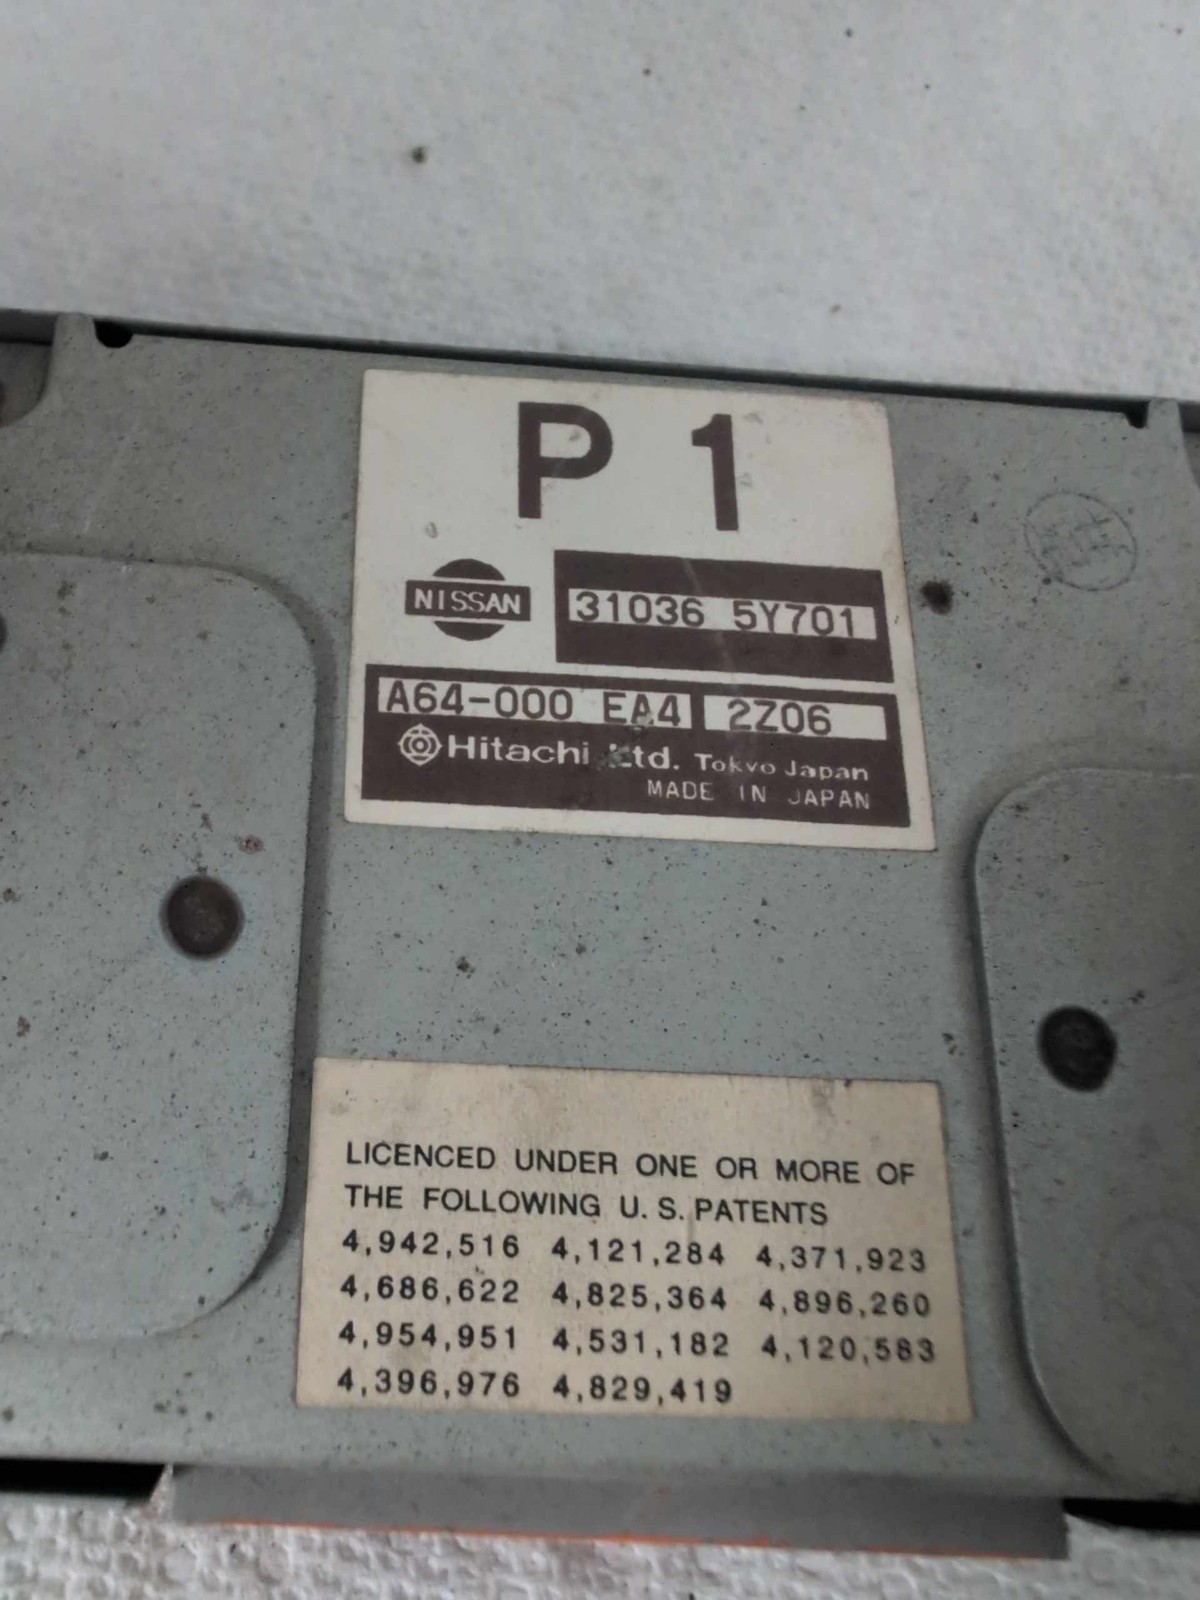 P 1
NISSAN
31036 5Y701
A64-000 EA4 2Z06
Hitachi Ltd. Tokyo Japan
MADE IN JAPAN
LICENCED UNDER ONE OR MORE OF
THE FOLLOWING U.S. PATENTS
4,942,516 4,121,284 4,371,923
4,686,622 4,825,364 4,896,260
4,954,951 4,531,182 4,120,583
4,396,976 4,829,419